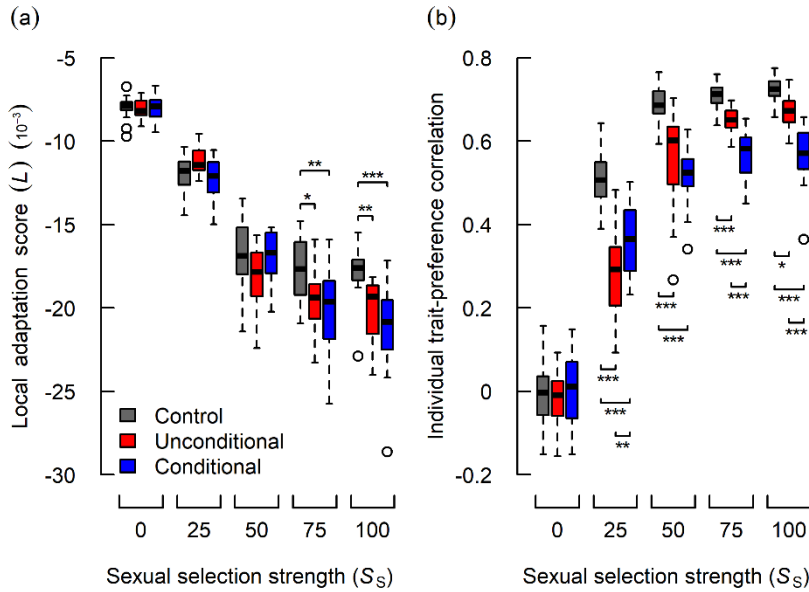 (a)
Local adaptation score (L) (10⁻³)
-5
-10
-15
-20
-25
-30
**
*
***
**
Control
Unconditional
Conditional
0 25 50 75 100
Sexual selection strength (Sₛ)
(b)
Individual trait-preference correlation
0.8
0.6
0.4
0.2
0
-0.2
***
***
**
***
***
***
***
***
*
***
***
0 25 50 75 100
Sexual selection strength (Sₛ)